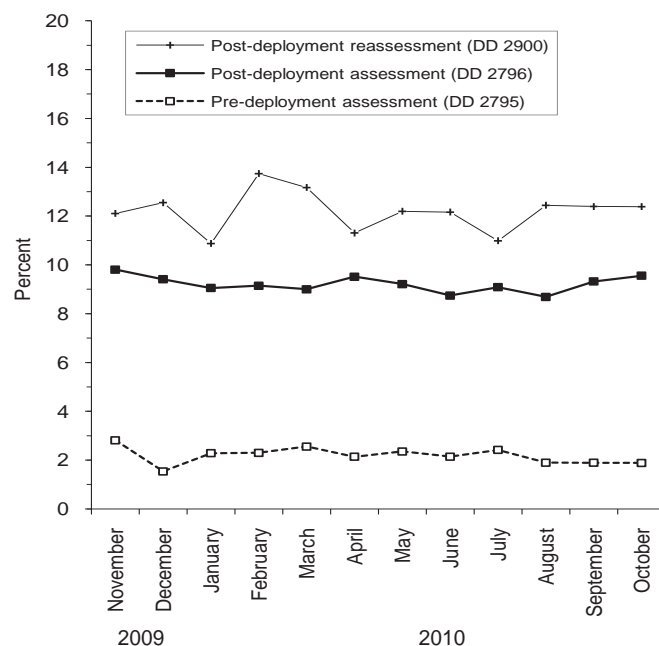 20
18
16
14
12
10
8
6
4
2
0
Percent
Post-deployment reassessment (DD 2900)
Post-deployment assessment (DD 2796)
Pre-deployment assessment (DD 2795)
November
December
January
February
March
April
May
June
July
August
September
October
2009
2010